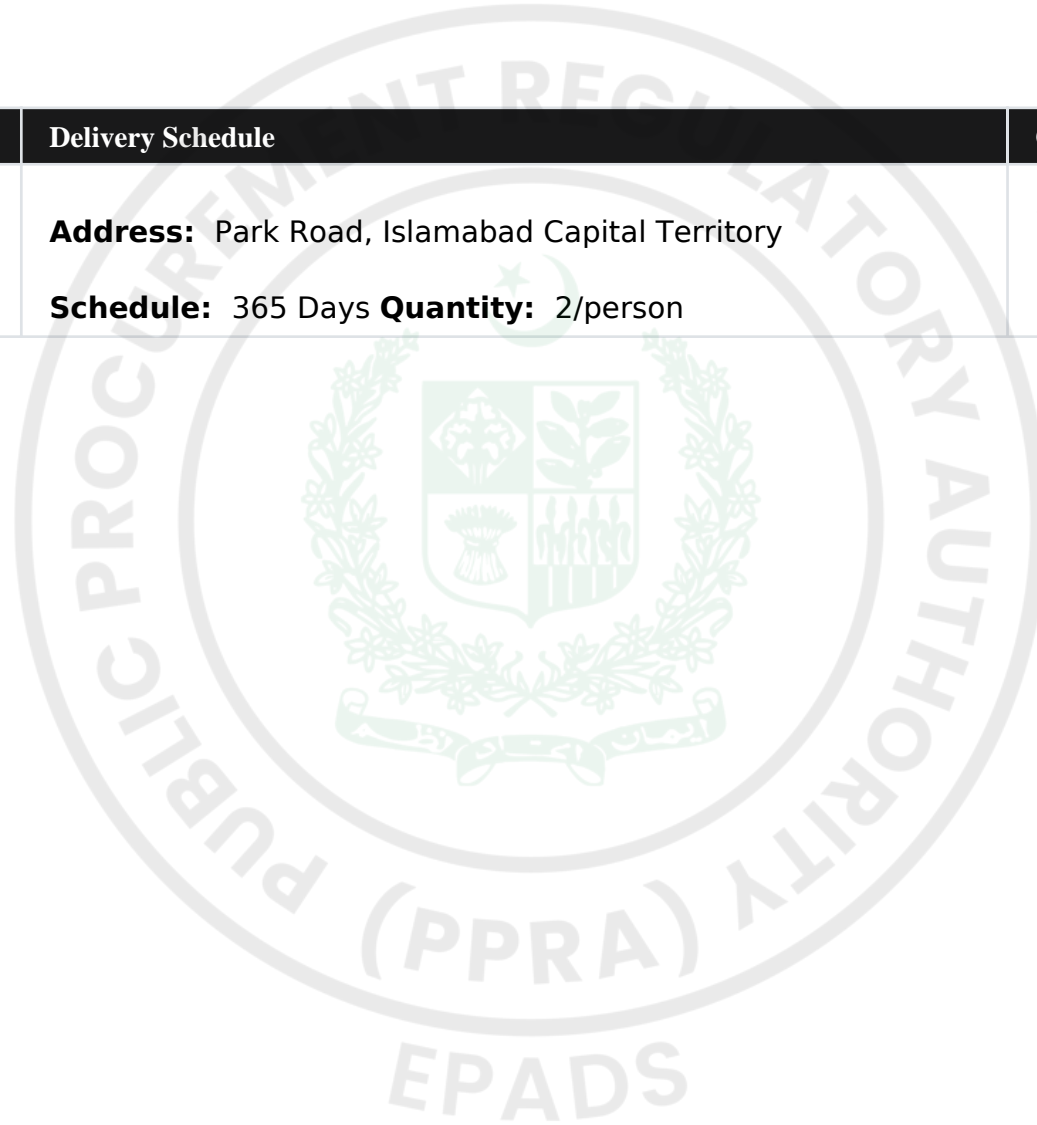 Delivery Schedule
Address: Park Road, Islamabad Capital Territory
Schedule: 365 Days Quantity: 2/person
PUBLIC PROCUREMENT REGULATORY AUTHORITY
(PPRA)
EPADS